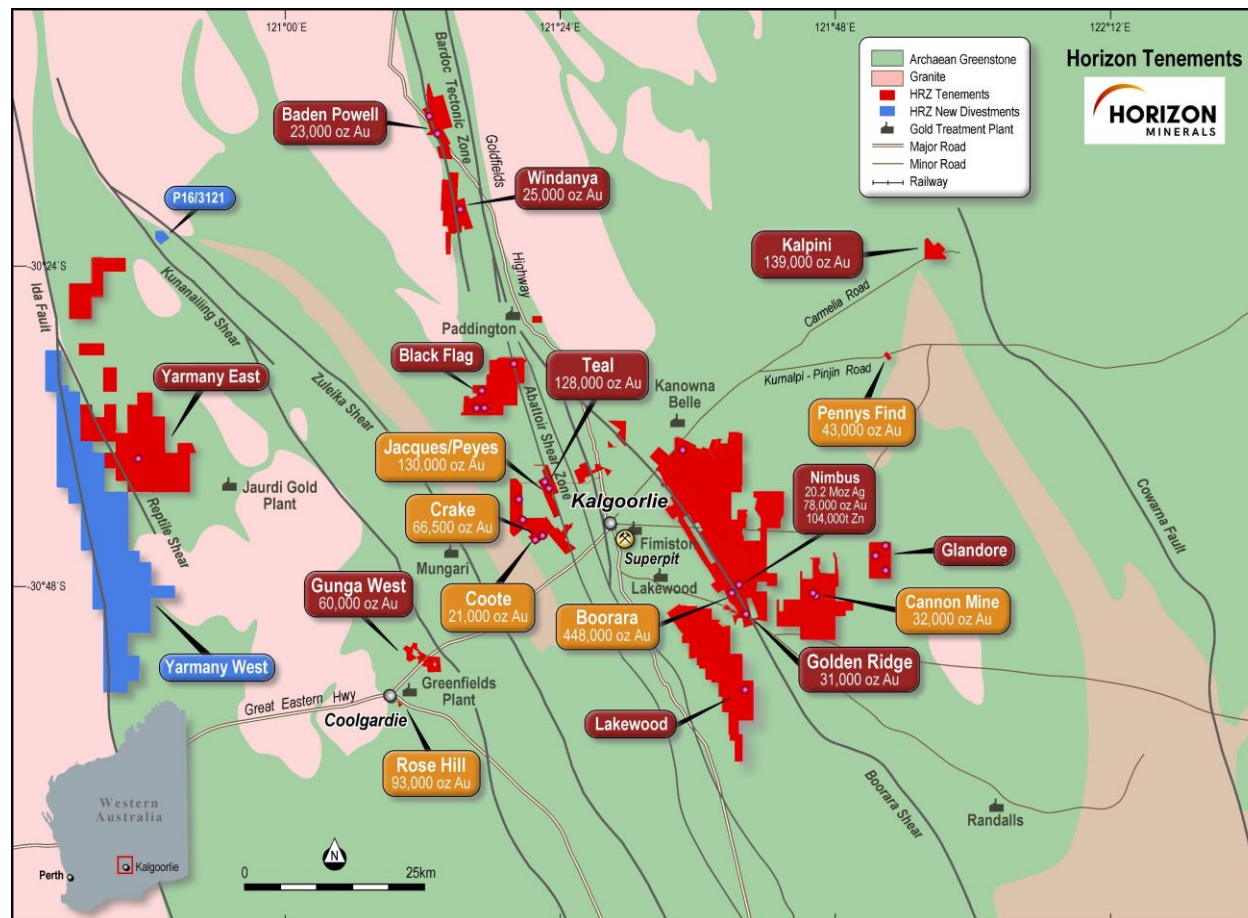 121°00´E
121°24´E
121°48´E
122°12´E
Archaean Greenstone
Granite
HRZ Tenements
HRZ New Divestments
Gold Treatment Plant
Major Road
Minor Road
Railway
Horizon Tenements
HORIZON
MINERALS
Bardoc Tectonic Zone
Goldfields
Highway
Baden Powell
23,000 oz Au
Windanya
25,000 oz Au
P16/3121
Kalpini
139,000 oz Au
-30°24´S
Ida Fault
Kunanalling Shear
Carmelia Road
Paddington
Zuleika Shear
Black Flag
Teal
128,000 oz Au
Kurnalpi - Pinjin Road
Yarmany East
Abattoir Shear Zone
Kanowna
Belle
Pennys Find
43,000 oz Au
Jacques/Peyes
130,000 oz Au
Jaurdi Gold
Plant
Reptile Shear
Nimbus
20.2 Moz Ag
78,000 oz Au
104,000t Zn
Cowarna Fault
Crake
66,500 oz Au
Kalgoorlie
Fimiston
Superpit
Glandore
Mungari
Lakewood
-30°48´S
Gunga West
60,000 oz Au
Coote
21,000 oz Au
Boorara
448,000 oz Au
Cannon Mine
32,000 oz Au
Yarmany West
Golden Ridge
31,000 oz Au
Greenfields
Plant
Great Eastern Hwy
Coolgardie
Lakewood
Rose Hill
93,000 oz Au
Boorara Shear
Randalls
Western
Australia
Kalgoorlie
Perth
N
0
25km